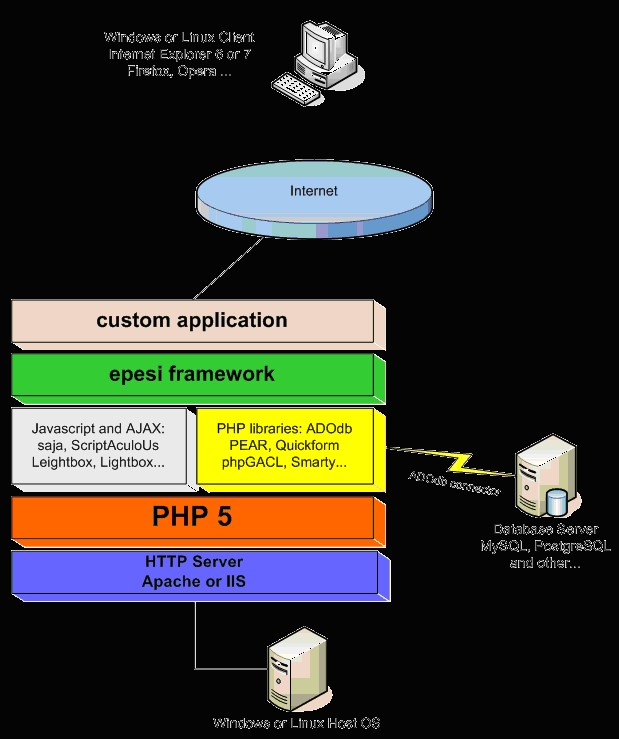 Windows or Linux Client
Internet Explorer 6 or 7
Firefox, Opera ...
Internet
custom application
epesi framework
Javascript and AJAX:
saja, ScriptAculoUs
Leightbox, Lightbox...
PHP libraries: ADOdb
PEAR, Quickform
phpGACL, Smarty...
ADOdb connector
PHP 5
Database Server
MySQL, PostgreSQL
and other...
HTTP Server
Apache or IIS
Windows or Linux Host OS